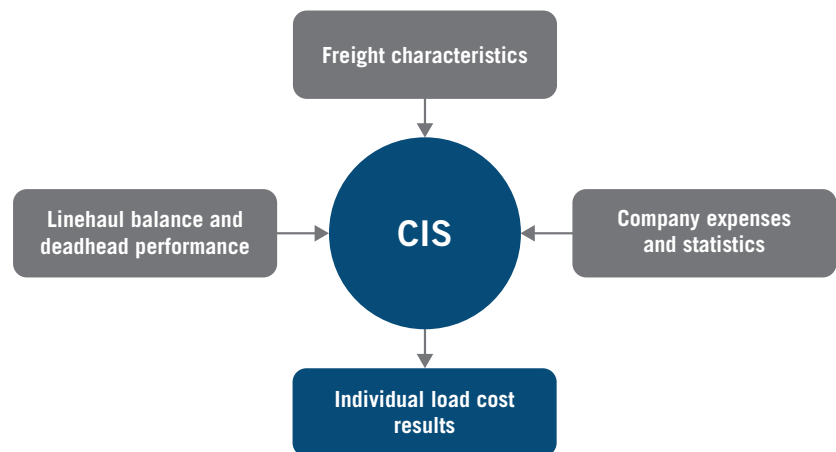 Freight characteristics
Linehaul balance and
deadhead performance
CIS
Company expenses
and statistics
Individual load cost
results